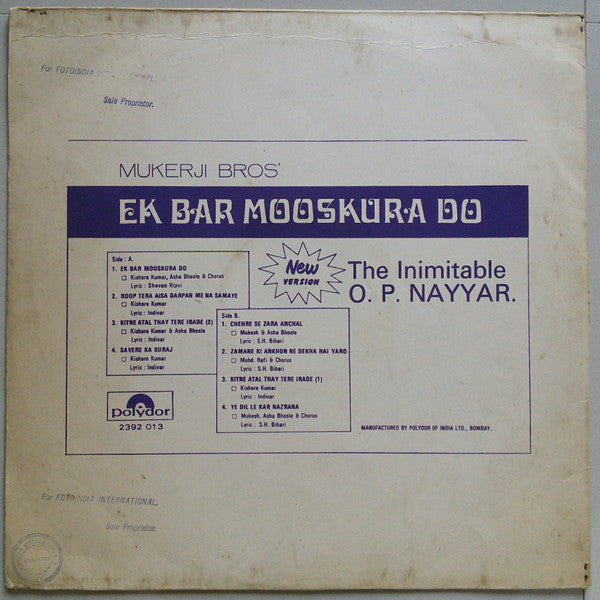 For FOTOINDIA
Sole Proprietor.
MUKERJI BROS'
EK BAR MOOSKURA DO
Side : A.
1. EK BAR MOOSKURA DO
Kishore Kumar, Asha Bhosle & Chorus
Lyric : Shevan Rizvi
2. ROOP TERA AISA DARPAN ME NA SAMAYE
Kishore Kumar
Lyric : Indivar
3. KITNE ATAL THAY TERE IRADE (2)
Kishore Kumar & Asha Bhosle
Lyric : Indivar
4. SAVERE KA SURAJ
Kishore Kumar
Lyric : Indivar
New
VERSION
The Inimitable
O. P. NAYYAR.
Side B.
1. CHEHRE SE ZARA ANCHAL
Mukesh & Asha Bhosle
Lyric : S.H. Bihari
2. ZAMANE KI ANKHON NE DEKHA HAI YARO
Mohd. Rafi & Chorus
Lyric : S.H. Bihari
3. KITNE ATAL THAY TERE IRADE (1)
Kishore Kumar
Lyric : Indivar
4. YE DIL LE KAR NAZRANA
Mukesh, Asha Bhosle & Chorus
Lyric : S.H. Bihari
polydor
2392 013
MANUFACTURED BY POLYDOR OF INDIA LTD., BOMBAY.
For FOTOINDIA INTERNATIONAL,
Sole Proprietor.